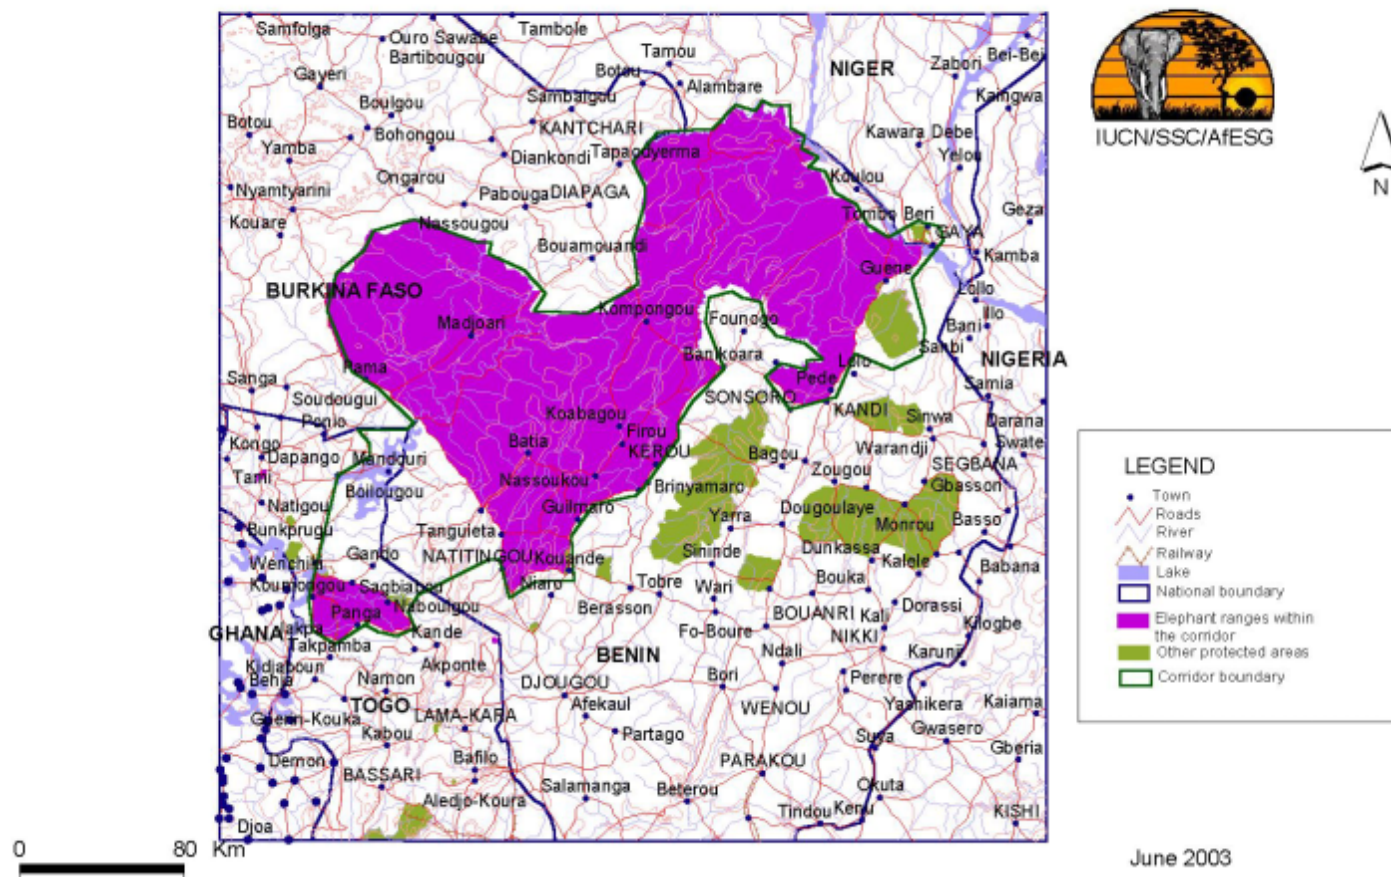 Samfolga
Ouro Sawabe
Tambole
Bartibougou
Tamou
NIGER
Zabori
Bei-Bei
Gayeri
Botou
Alambare
Boulgou
Sambalgou
Kaingwa
Botou
Bohongou
KANTCHARI
Kawara Debe
Yamba
Diankondi
Tapaodyerma
Yelou
Ongarou
Koulou
Nyamtyarini
Pabouga
DIAPAGA
Tombo Beri
Geza
Kouare
Nassougou
GAYA
Bouamouandi
Kamba
Guene
BURKINA FASO
Lollo
Kompongou
Illo
Madjoari
Founogo
Bani
Banikoara
Sanbi
NIGERIA
Pama
Lolo
Sanga
Pede
Samia
Soudougui
SONSORO
KANDI
Sinwa
Darana
Ponio
Koabagou
Kongo
Firou
Warandji
Swate
Dapango
Mandouri
Batia
KEROU
Bagou
Zougou
SEGBANA
Tami
Boilougou
Nassoukou
Brinyamaro
Gbasson
Natigou
Guilmaro
Yarra
Dougoulaye
Monrou
Basso
Bunkprugu
Tanguieta
Gando
NATITINGOU
Kouande
Sininde
Dunkassa
Kalele
Babana
Wenchiki
Koumongou
Sagbiabou
Niaro
Tobre
Wari
Bouka
Naboulgou
Berasson
BOUANRI
Kali
Dorassi
Panga
GHANA
Kande
Fo-Boure
NIKKI
Kilogbe
Takpamba
BENIN
Ndali
Karunji
Kidjaboun
Akponte
Behja
Namon
DJOUGOU
Bori
Perere
TOGO
LAMA-KARA
Afekaul
WENOU
Yashikera
Kaiama
Guerin-Kouka
Kabou
Partago
Suya
Gwasero
Gberia
Demon
Bafilo
PARAKOU
BASSARI
Salamanga
Beterou
Okuta
Aledjo-Koura
Tindou
Kenu
KISHI
Djoa
0 80 Km
IUCN/SSC/AfESG
N
LEGEND
Town
Roads
River
Railway
Lake
National boundary
Elephant ranges within
the corridor
Other protected areas
Corridor boundary
June 2003